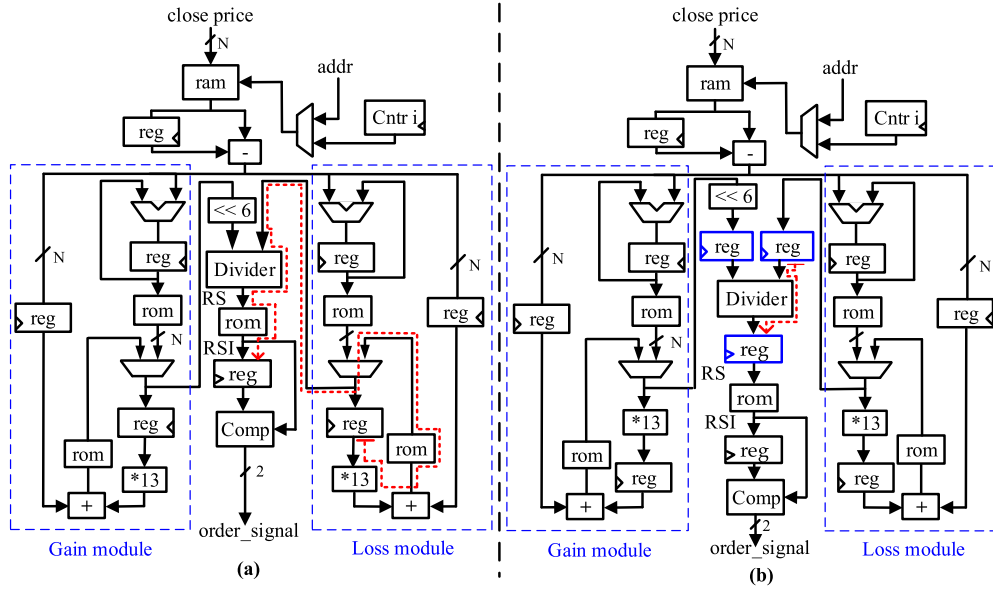 close price
N
ram
addr
reg
Cntr i
-
<< 6
reg
reg
N
N
Divider
reg
RS
rom
rom
rom
reg
N
RSI
reg
reg
reg
Comp
rom
rom
*13
*13
2
+
+
order_signal
Gain module
Loss module
(a)
close price
N
ram
addr
reg
Cntr i
-
<< 6
reg
reg
reg
reg
N
N
Divider
reg
rom
rom
reg
N
reg
RS
rom
*13
RSI
*13
rom
reg
rom
reg
reg
Comp
+
2
+
order_signal
Gain module
Loss module
(b)